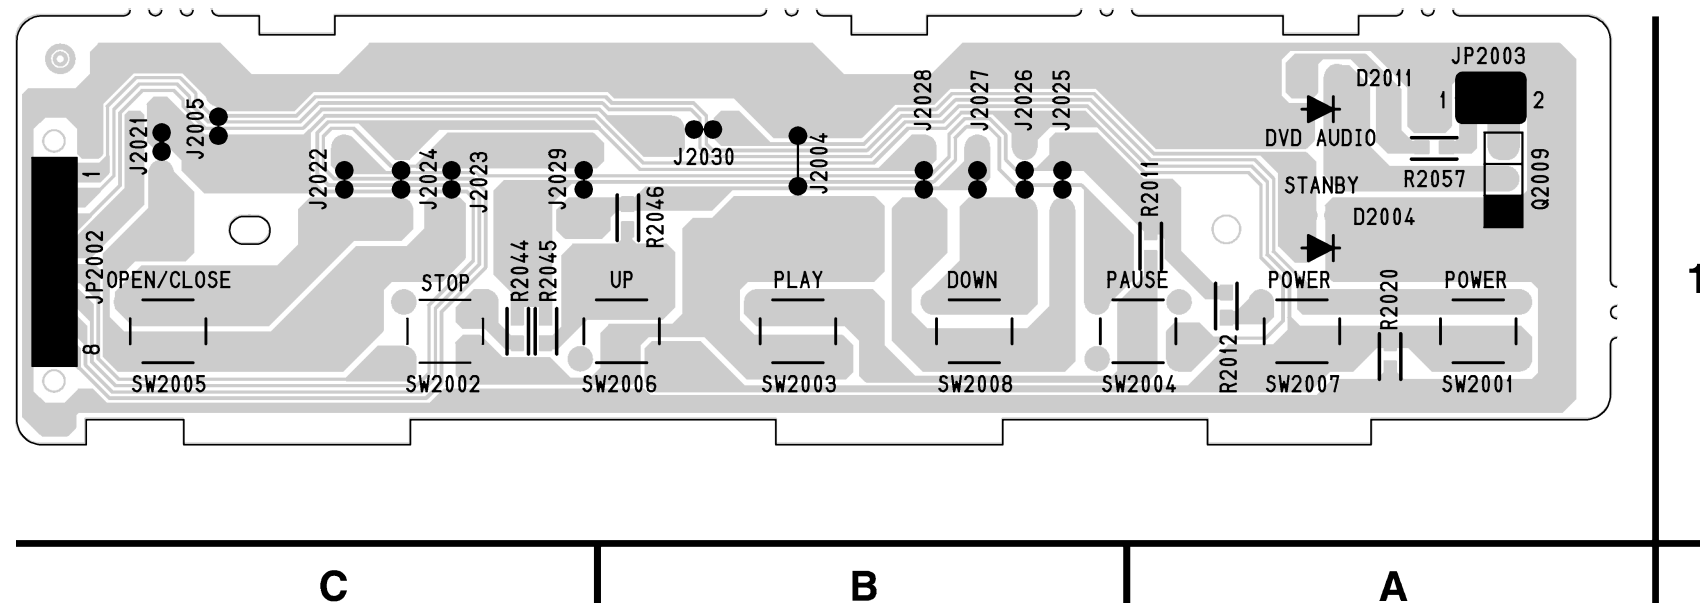 JP2003
D2011
1 2
DVD AUDIO
R2057
STANBY
Q2009
D2004
J2021
J2005
J2022
J2024
J2023
J2029
J2030
J2004
J2028
J2027
J2026
J2025
R2046
R2011
1
JP2002
8
R2044
R2045
OPEN/CLOSE
STOP
UP
PLAY
DOWN
PAUSE
POWER
POWER
R2012
R2020
SW2005
SW2002
SW2006
SW2003
SW2008
SW2004
SW2007
SW2001
1
C
B
A